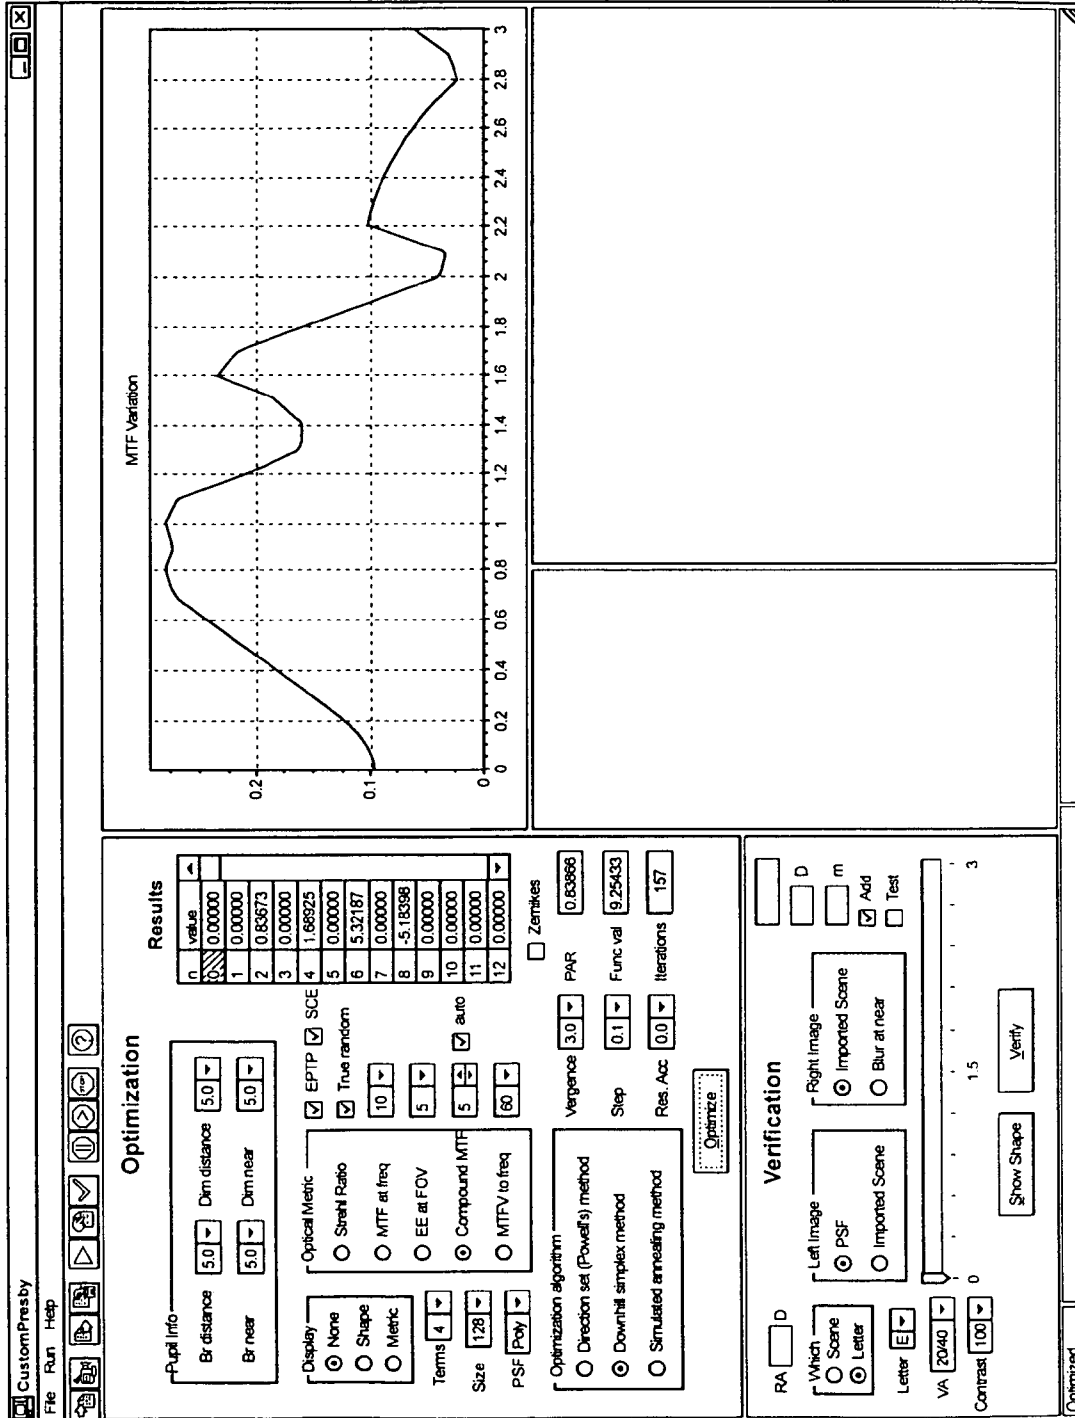 CustomPresby
File Run Help
Optimization
Pupil Info
Br distance 5.0 Dim distance 5.0
Br near 5.0 Dim near 5.0
Display
None
Shape
Metric
Terms 4
Size 128
PSF Poly
Optical Metric
Strehl Ratio
MTF at freq
EE at FOV
Compound MTF
MTFV to freq
EPTP SCE
True random
10
5
5 auto
60
Results
n value
0 0.00000
1 0.00000
2 0.83673
3 0.00000
4 1.68925
5 0.00000
6 5.32187
7 0.00000
8 -5.18398
9 0.00000
10 0.00000
11 0.00000
12 0.00000
Zernikes
Optimization algorithm
Direction set (Powell's) method
Downhill simplex method
Simulated annealing method
Vergence 3.0 PAR 0.83866
Step 0.1 Func val 9.25433
Res. Acc 0.0 Iterations 157
Optimize
Verification
RA D
Which
Scene
Letter
Letter E
VA 20/40
Contrast 100
Left Image
PSF
Imported Scene
Right Image
Imported Scene
Blur at near
D
m
Add
Test
0 1.5 3
Show Shape
Verify
Optimized
MTF Variation
0.2
0.1
0
0 0.2 0.4 0.6 0.8 1 1.2 1.4 1.6 1.8 2 2.2 2.4 2.6 2.8 3